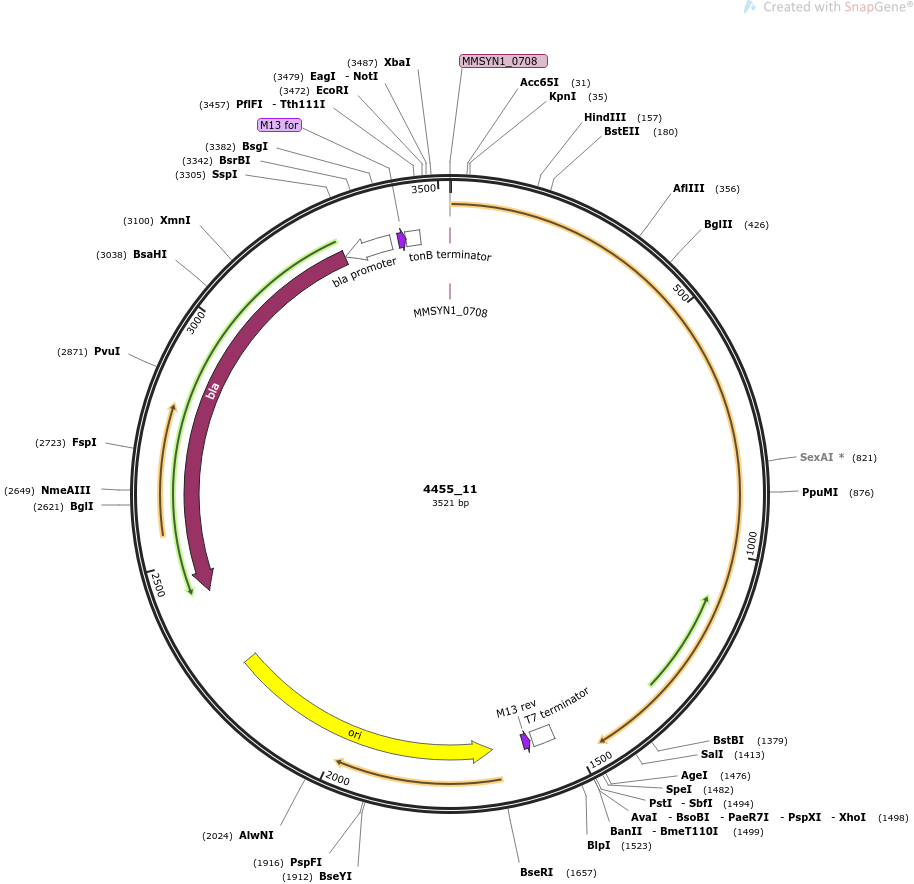 Created with SnapGene®
(3487) XbaI
MMSYN1_0708
(3479) EagI - NotI
Acc65I (31)
(3472) EcoRI
KpnI (35)
(3457) PflFI - Tth111I
HindIII (157)
M13 for
BstEII (180)
(3382) BsgI
(3342) BsrBI
(3305) SspI
3500
AflIII (356)
(3100) XmnI
BglII (426)
(3038) BsaHI
tonB terminator
bla promoter
500
MMSYN1_0708
3000
(2871) PvuI
bla
(2723) FspI
SexAI * (821)
(2649) NmeAIII
4455_11
PpuMI (876)
3521 bp
(2621) BglI
1000
2500
M13 rev
T7 terminator
ori
BstBI (1379)
SalI (1413)
1500
2000
AgeI (1476)
SpeI (1482)
PstI - SbfI (1494)
AvaI - BsoBI - PaeR7I - PspXI - XhoI (1498)
(2024) AlwNI
BanII - BmeT110I (1499)
BlpI (1523)
(1916) PspFI
BseRI (1657)
(1912) BseYI